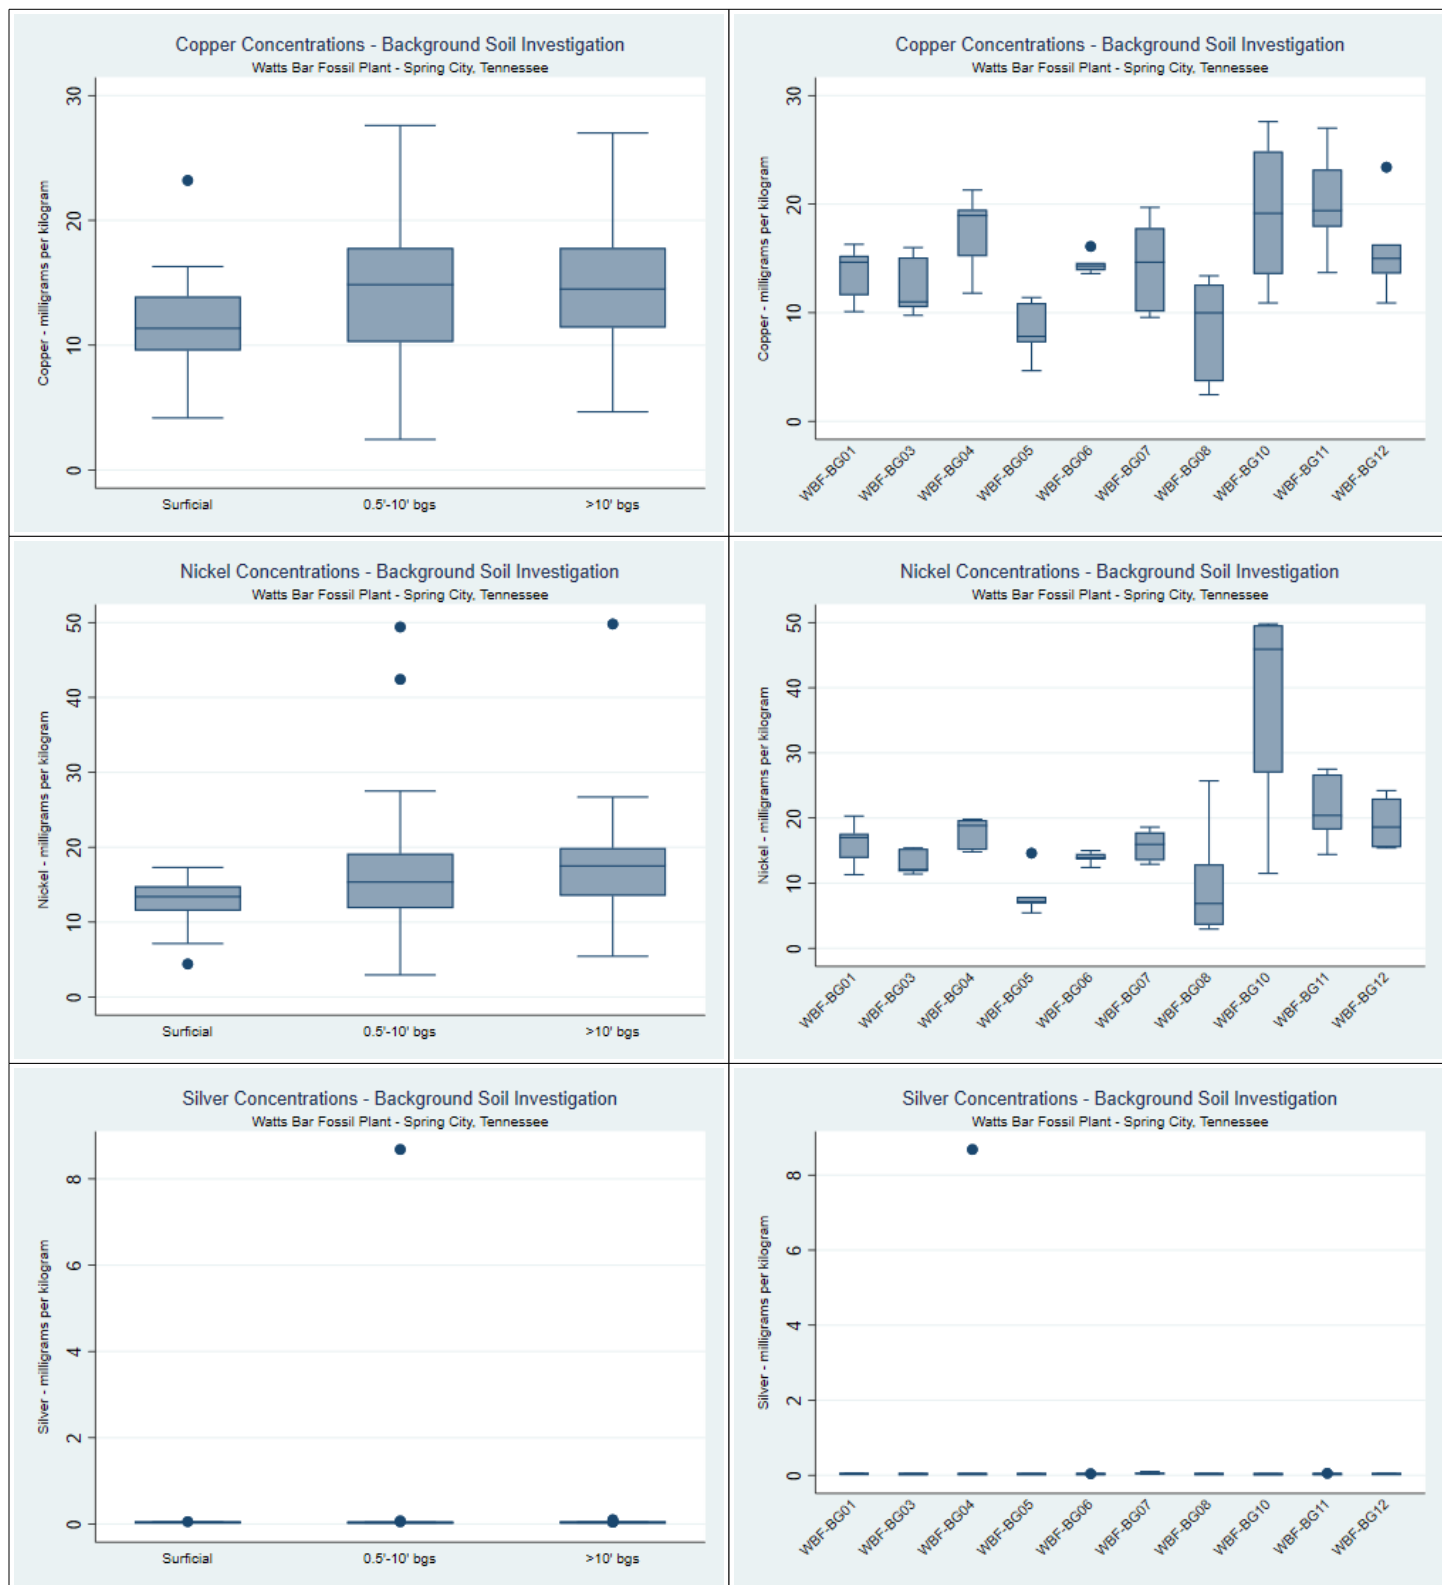 Copper Concentrations - Background Soil Investigation
Watts Bar Fossil Plant - Spring City, Tennessee
Copper - milligrams per kilogram
30
20
10
0
Surficial 0.5'-10' bgs >10' bgs
Copper Concentrations - Background Soil Investigation
Watts Bar Fossil Plant - Spring City, Tennessee
Copper - milligrams per kilogram
30
20
10
0
WBF-BG01 WBF-BG03 WBF-BG04 WBF-BG05 WBF-BG06 WBF-BG07 WBF-BG08 WBF-BG10 WBF-BG11 WBF-BG12
Nickel Concentrations - Background Soil Investigation
Watts Bar Fossil Plant - Spring City, Tennessee
Nickel - milligrams per kilogram
50
40
30
20
10
0
Surficial 0.5'-10' bgs >10' bgs
Nickel Concentrations - Background Soil Investigation
Watts Bar Fossil Plant - Spring City, Tennessee
Nickel - milligrams per kilogram
50
40
30
20
10
0
WBF-BG01 WBF-BG03 WBF-BG04 WBF-BG05 WBF-BG06 WBF-BG07 WBF-BG08 WBF-BG10 WBF-BG11 WBF-BG12
Silver Concentrations - Background Soil Investigation
Watts Bar Fossil Plant - Spring City, Tennessee
Silver - milligrams per kilogram
8
6
4
2
0
Surficial 0.5'-10' bgs >10' bgs
Silver Concentrations - Background Soil Investigation
Watts Bar Fossil Plant - Spring City, Tennessee
Silver - milligrams per kilogram
8
6
4
2
0
WBF-BG01 WBF-BG03 WBF-BG04 WBF-BG05 WBF-BG06 WBF-BG07 WBF-BG08 WBF-BG10 WBF-BG11 WBF-BG12